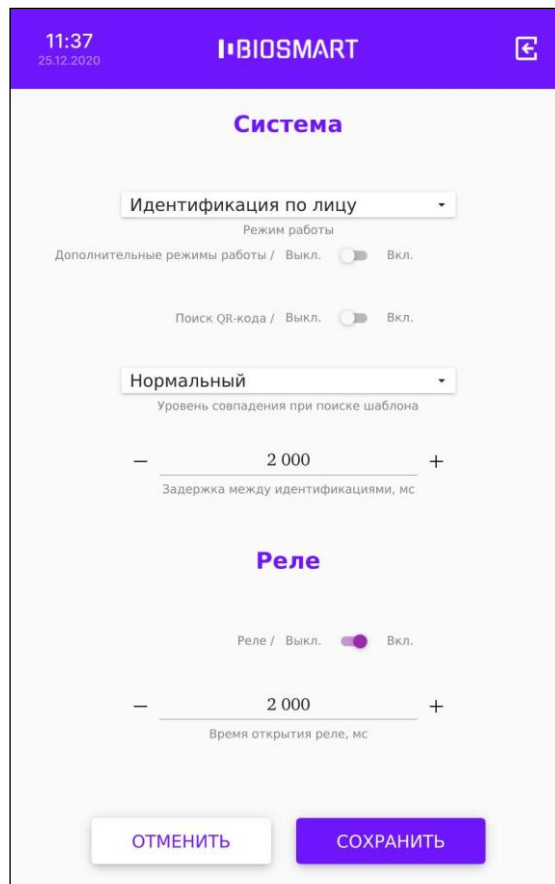 11:37
BIOSMART
25.12.2020
Система
Идентификация по лицу
Режим работы
Дополнительные режимы работы / Выкл. Вкл.
Поиск QR-кода / Выкл. Вкл.
Нормальный
Уровень совпадения при поиске шаблона
− 2 000 +
Задержка между идентификациями, мс
Реле
Реле / Выкл. Вкл.
− 2 000 +
Время открытия реле, мс
ОТМЕНИТЬ СОХРАНИТЬ